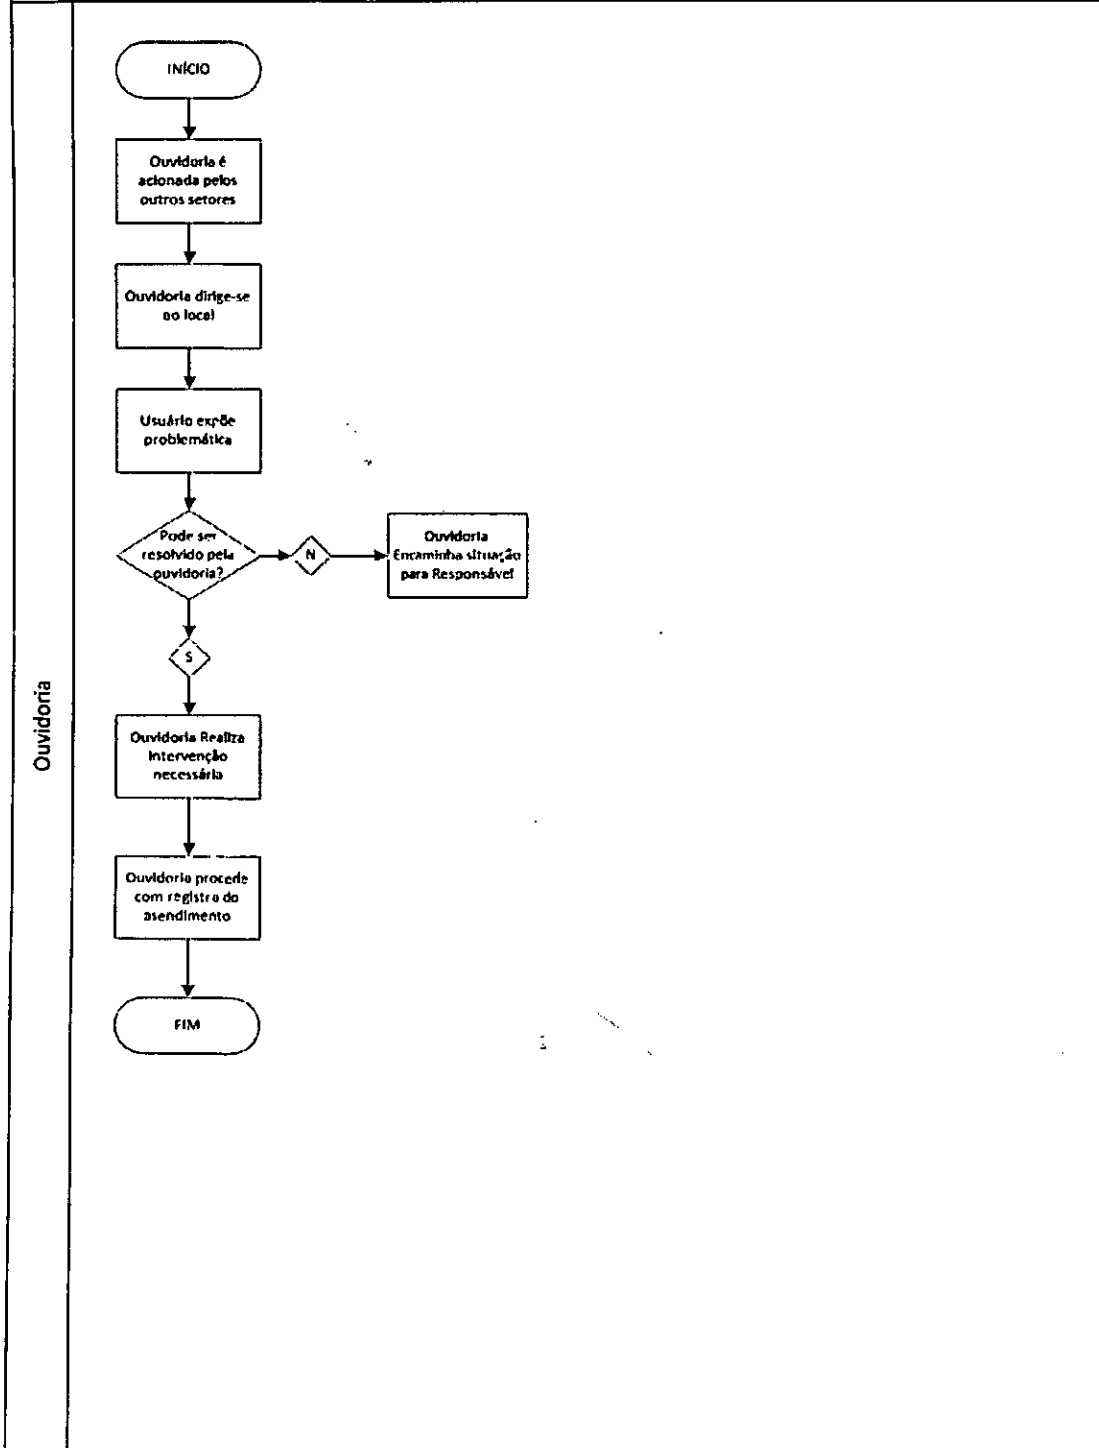 INÍCIO
Ouvidoria é
acionada pelos
outros setores
Ouvidoria dirige-se
ao local
Usuário expõe
problemática
Pode ser
resolvido pela
ouvidoria?
N
Ouvidoria
Encaminha situação
para Responsável
S
Ouvidoria Realiza
intervenção
necessária
Ouvidoria procede
com registro do
asendimento
FIM
Ouvidoria